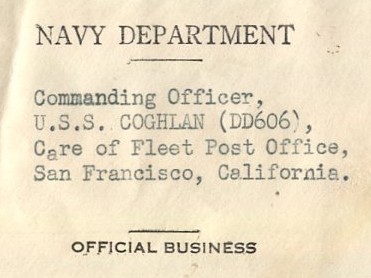 NAVY DEPARTMENT
Commanding Officer,
U.S.S. COGHLAN (DD606),
Care of Fleet Post Office,
San Francisco, California.
OFFICIAL BUSINESS